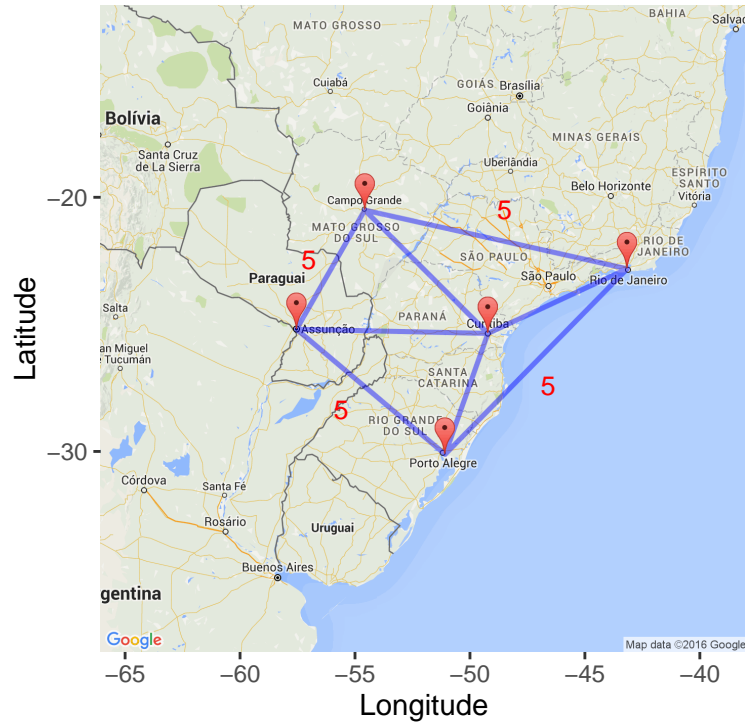 MATO GROSSO
BAHIA
Salvad
Cuiabá
GOIÁS
Brasília
Goiânia
Bolívia
MINAS GERAIS
Santa Cruz
de La Sierra
Uberlândia
ESPÍRITO
SANTO
Belo Horizonte
Vitória
−20
Campo Grande
5
MATO GROSSO
DO SUL
RIO DE
JANEIRO
SÃO PAULO
5
Paraguai
São Paulo
Rio de Janeiro
Salta
PARANÁ
Curitiba
Assunção
an Miguel
e Tucumán
SANTA
CATARINA
5
5
RIO GRANDE
DO SUL
−30
Porto Alegre
Córdova
Santa Fé
Rosário
Uruguai
Buenos Aires
gentina
Google
Map data ©2016 Google
−65
−60
−55
−50
−45
−40
Longitude
Latitude